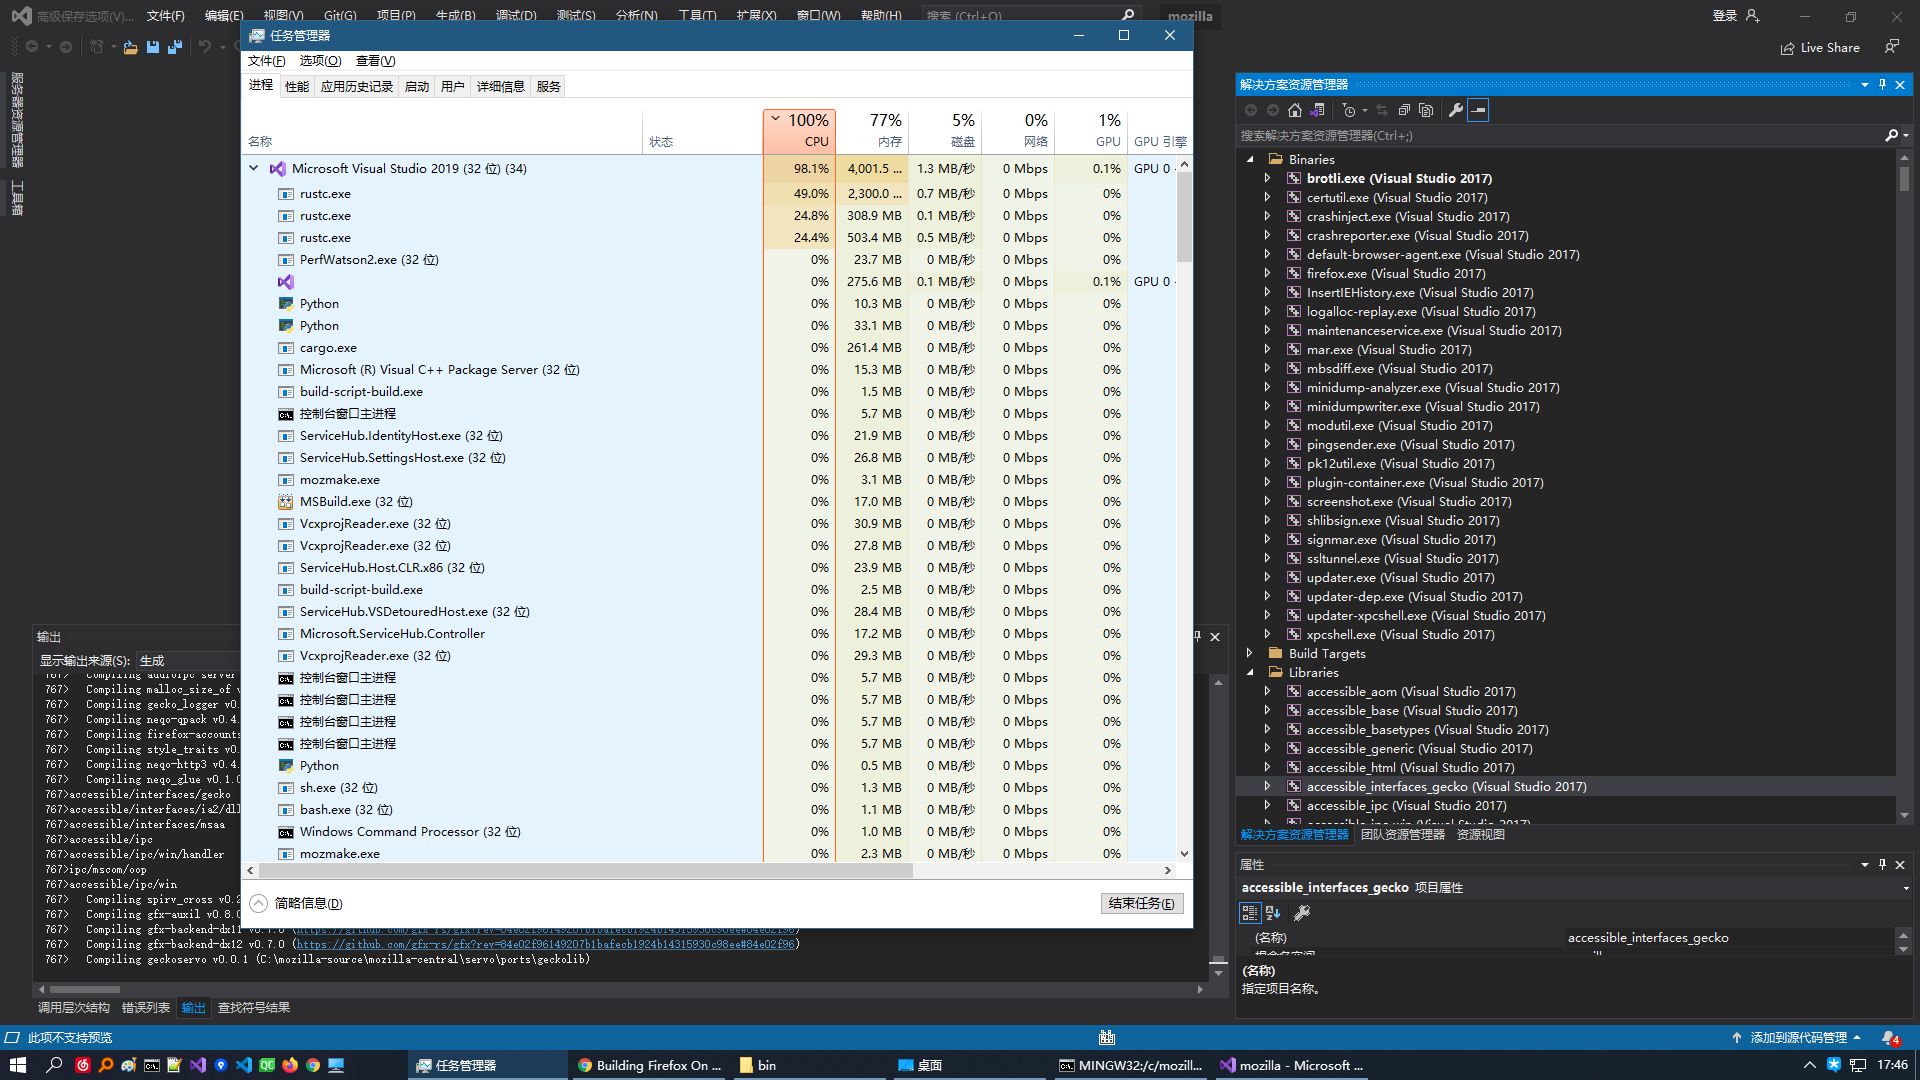 高级保存选项(V)...
文件(F) 编辑(E) 视图(V) Git(G) 项目(P) 生成(B) 调试(D) 测试(S) 分析(N) 工具(T) 扩展(X) 窗口(W) 帮助(H) 搜索 (Ctrl+Q) mozilla 登录
Live Share
服务器资源管理器
工具箱
任务管理器
文件(F) 选项(O) 查看(V)
进程 性能 应用历史记录 启动 用户 详细信息 服务
100% 77% 5% 0% 1%
名称 状态 CPU 内存 磁盘 网络 GPU GPU 引擎
Microsoft Visual Studio 2019 (32 位) (34) 98.1% 4,001.5 ... 1.3 MB/秒 0 Mbps 0.1% GPU 0 -
rustc.exe 49.0% 2,300.0 ... 0.7 MB/秒 0 Mbps 0%
rustc.exe 24.8% 308.9 MB 0.1 MB/秒 0 Mbps 0%
rustc.exe 24.4% 503.4 MB 0.5 MB/秒 0 Mbps 0%
PerfWatson2.exe (32 位) 0% 23.7 MB 0 MB/秒 0 Mbps 0%
0% 275.6 MB 0.1 MB/秒 0 Mbps 0.1% GPU 0 -
Python 0% 10.3 MB 0 MB/秒 0 Mbps 0%
Python 0% 33.1 MB 0 MB/秒 0 Mbps 0%
cargo.exe 0% 261.4 MB 0 MB/秒 0 Mbps 0%
Microsoft (R) Visual C++ Package Server (32 位) 0% 15.3 MB 0 MB/秒 0 Mbps 0%
build-script-build.exe 0% 1.5 MB 0 MB/秒 0 Mbps 0%
控制台窗口主进程 0% 5.7 MB 0 MB/秒 0 Mbps 0%
ServiceHub.IdentityHost.exe (32 位) 0% 21.9 MB 0 MB/秒 0 Mbps 0%
ServiceHub.SettingsHost.exe (32 位) 0% 26.8 MB 0 MB/秒 0 Mbps 0%
mozmake.exe 0% 3.1 MB 0 MB/秒 0 Mbps 0%
MSBuild.exe (32 位) 0% 17.0 MB 0 MB/秒 0 Mbps 0%
VcxprojReader.exe (32 位) 0% 30.9 MB 0 MB/秒 0 Mbps 0%
VcxprojReader.exe (32 位) 0% 27.8 MB 0 MB/秒 0 Mbps 0%
ServiceHub.Host.CLR.x86 (32 位) 0% 23.9 MB 0 MB/秒 0 Mbps 0%
build-script-build.exe 0% 2.5 MB 0 MB/秒 0 Mbps 0%
ServiceHub.VSDetouredHost.exe (32 位) 0% 28.4 MB 0 MB/秒 0 Mbps 0%
Microsoft.ServiceHub.Controller 0% 17.2 MB 0 MB/秒 0 Mbps 0%
VcxprojReader.exe (32 位) 0% 29.3 MB 0 MB/秒 0 Mbps 0%
控制台窗口主进程 0% 5.7 MB 0 MB/秒 0 Mbps 0%
控制台窗口主进程 0% 5.7 MB 0 MB/秒 0 Mbps 0%
控制台窗口主进程 0% 5.7 MB 0 MB/秒 0 Mbps 0%
控制台窗口主进程 0% 5.7 MB 0 MB/秒 0 Mbps 0%
Python 0% 0.5 MB 0 MB/秒 0 Mbps 0%
sh.exe (32 位) 0% 1.3 MB 0 MB/秒 0 Mbps 0%
bash.exe (32 位) 0% 1.1 MB 0 MB/秒 0 Mbps 0%
Windows Command Processor (32 位) 0% 1.0 MB 0 MB/秒 0 Mbps 0%
mozmake.exe 0% 2.3 MB 0 MB/秒 0 Mbps 0%
简略信息(D) 结束任务(E)
输出
显示输出来源(S): 生成
767> Compiling audioipc server
767> Compiling malloc_size_of v
767> Compiling gecko_logger v0.
767> Compiling neqo-qpack v0.4.
767> Compiling firefox-accounts
767> Compiling style_traits v0.
767> Compiling neqo-http3 v0.4.
767> Compiling neqo_glue v0.1.0
767>accessible/interfaces/gecko
767>accessible/interfaces/ia2/dll
767>accessible/interfaces/msaa
767>accessible/ipc
767>accessible/ipc/win/handler
767>ipc/mscom/oop
767>accessible/ipc/win
767> Compiling spirv_cross v0.2
767> Compiling gfx-auxil v0.8.0
767> Compiling gfx-backend-dx11 v0.7.0 (https://github.com/gfx-rs/gfx?rev=84e02f96149207b1bafecb1924b14315930c98ee#84e02f96)
767> Compiling gfx-backend-dx12 v0.7.0 (https://github.com/gfx-rs/gfx?rev=84e02f96149207b1bafecb1924b14315930c98ee#84e02f96)
767> Compiling geckoservo v0.0.1 (C:\mozilla-source\mozilla-central\servo\ports\geckolib)
调用层次结构 错误列表 输出 查找符号结果
解决方案资源管理器
搜索解决方案资源管理器(Ctrl+;)
Binaries
brotli.exe (Visual Studio 2017)
certutil.exe (Visual Studio 2017)
crashinject.exe (Visual Studio 2017)
crashreporter.exe (Visual Studio 2017)
default-browser-agent.exe (Visual Studio 2017)
firefox.exe (Visual Studio 2017)
InsertIEHistory.exe (Visual Studio 2017)
logalloc-replay.exe (Visual Studio 2017)
maintenanceservice.exe (Visual Studio 2017)
mar.exe (Visual Studio 2017)
mbsdiff.exe (Visual Studio 2017)
minidump-analyzer.exe (Visual Studio 2017)
minidumpwriter.exe (Visual Studio 2017)
modutil.exe (Visual Studio 2017)
pingsender.exe (Visual Studio 2017)
pk12util.exe (Visual Studio 2017)
plugin-container.exe (Visual Studio 2017)
screenshot.exe (Visual Studio 2017)
shlibsign.exe (Visual Studio 2017)
signmar.exe (Visual Studio 2017)
ssltunnel.exe (Visual Studio 2017)
updater.exe (Visual Studio 2017)
updater-dep.exe (Visual Studio 2017)
updater-xpcshell.exe (Visual Studio 2017)
xpcshell.exe (Visual Studio 2017)
Build Targets
Libraries
accessible_aom (Visual Studio 2017)
accessible_base (Visual Studio 2017)
accessible_basetypes (Visual Studio 2017)
accessible_generic (Visual Studio 2017)
accessible_html (Visual Studio 2017)
accessible_interfaces_gecko (Visual Studio 2017)
accessible_ipc (Visual Studio 2017)
accessible_ipc_win (Visual Studio 2017)
解决方案资源管理器 团队资源管理器 资源视图
属性
accessible_interfaces_gecko 项目属性
(名称) accessible_interfaces_gecko
(名称)
指定项目名称。
此项不支持预览 添加到源代码管理 4
任务管理器 Building Firefox On ... bin 桌面 MINGW32:/c/mozill... mozilla - Microsoft ... 17:46